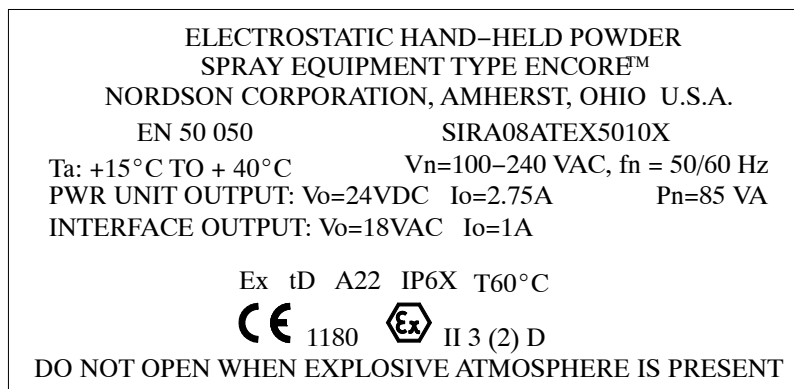 ELECTROSTATIC HAND–HELD POWDER
SPRAY EQUIPMENT TYPE ENCORE™
NORDSON CORPORATION, AMHERST, OHIO U.S.A.
EN 50 050 SIRA08ATEX5010X
Ta: +15°C TO + 40°C Vn=100–240 VAC, fn = 50/60 Hz
PWR UNIT OUTPUT: Vo=24VDC Io=2.75A Pn=85 VA
INTERFACE OUTPUT: Vo=18VAC Io=1A
Ex tD A22 IP6X T60°C
CE 1180 Ex II 3 (2) D
DO NOT OPEN WHEN EXPLOSIVE ATMOSPHERE IS PRESENT